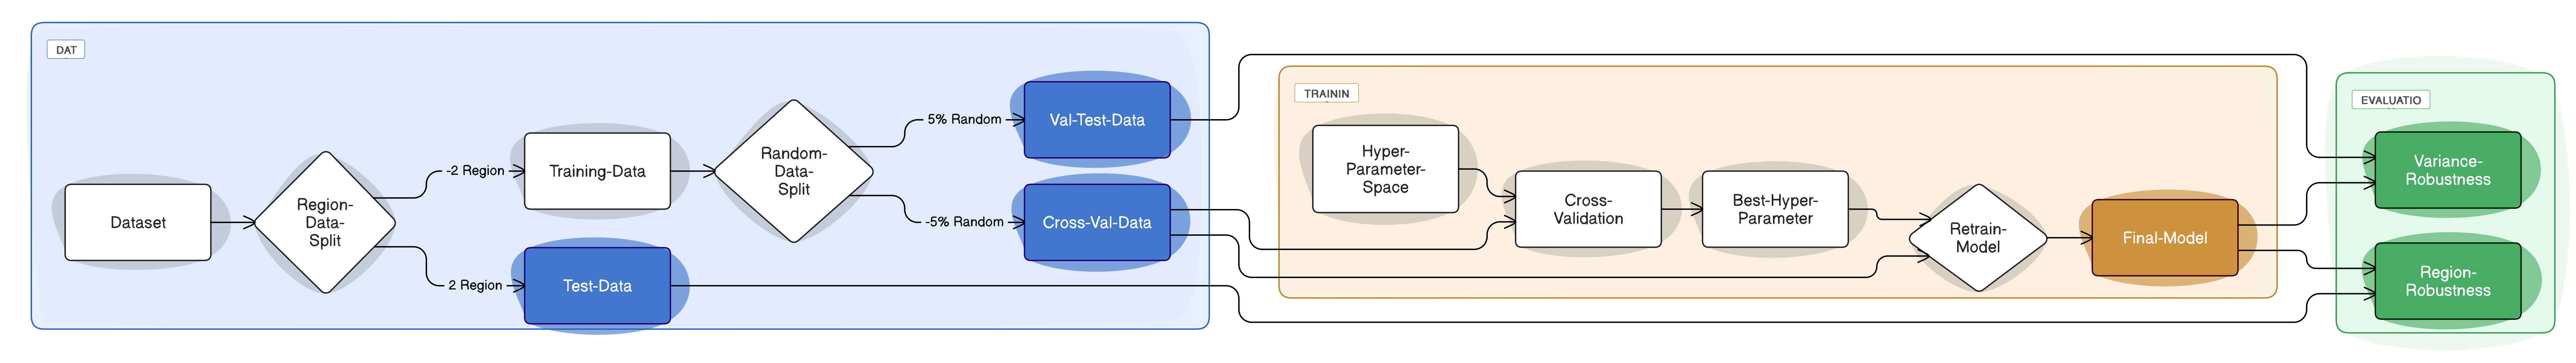 DAT
Dataset
Region-
Data-
Split
-2 Region
2 Region
Training-Data
Test-Data
Random-
Data-
Split
5% Random
-5% Random
Val-Test-Data
Cross-Val-Data
TRAININ
Hyper-
Parameter-
Space
Cross-
Validation
Best-Hyper-
Parameter
Retrain-
Model
Final-Model
EVALUATIO
Variance-
Robustness
Region-
Robustness